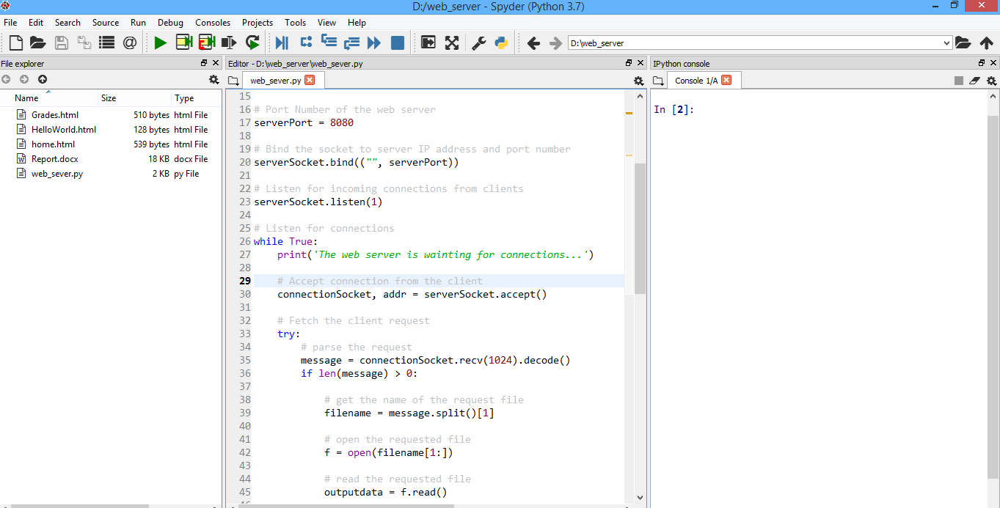 D:/web_server - Spyder (Python 3.7)
File Edit Search Source Run Debug Consoles Projects Tools View Help
D:\web_server
File explorer
Name Size Type
Grades.html 510 bytes html File
HelloWorld.html 128 bytes html File
home.html 539 bytes html File
Report.docx 18 KB docx File
web_sever.py 2 KB py File
Editor - D:\web_server\web_sever.py
web_sever.py
15
16 # Port Number of the web server
17 serverPort = 8080
18
19 # Bind the socket to server IP address and port number
20 serverSocket.bind(("", serverPort))
21
22 # Listen for incoming connections from clients
23 serverSocket.listen(1)
24
25 # Listen for connections
26 while True:
27 print('The web server is wainting for connections...')
28
29 # Accept connection from the client
30 connectionSocket, addr = serverSocket.accept()
31
32 # Fetch the client request
33 try:
34 # parse the request
35 message = connectionSocket.recv(1024).decode()
36 if len(message) > 0:
37
38 # get the name of the request file
39 filename = message.split()[1]
40
41 # open the requested file
42 f = open(filename[1:])
43
44 # read the requested file
45 outputdata = f.read()
IPython console
Console 1/A
In [2]: